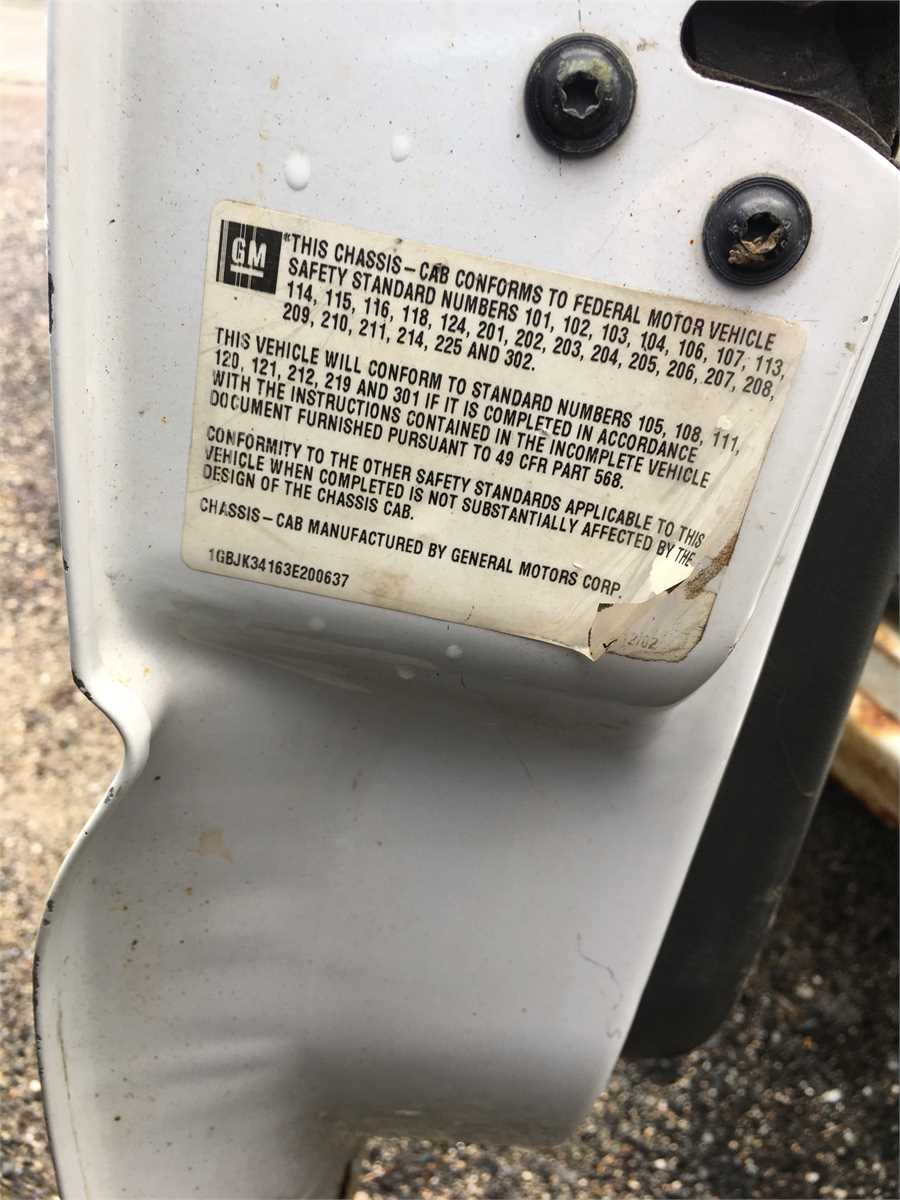 GM
"THIS CHASSIS-CAB CONFORMS TO FEDERAL MOTOR VEHICLE
SAFETY STANDARD NUMBERS 101, 102, 103, 104, 106, 107, 113,
114, 115, 116, 118, 124, 201, 202, 203, 204, 205, 206, 207, 208,
209, 210, 211, 214, 225 AND 302.
THIS VEHICLE WILL CONFORM TO STANDARD NUMBERS 105, 108, 111,
120, 121, 212, 219 AND 301 IF IT IS COMPLETED IN ACCORDANCE
WITH THE INSTRUCTIONS CONTAINED IN THE INCOMPLETE VEHICLE
DOCUMENT FURNISHED PURSUANT TO 49 CFR PART 568.
CONFORMITY TO THE OTHER SAFETY STANDARDS APPLICABLE TO THIS
VEHICLE WHEN COMPLETED IS NOT SUBSTANTIALLY AFFECTED BY THE
DESIGN OF THE CHASSIS CAB.
CHASSIS-CAB MANUFACTURED BY GENERAL MOTORS CORP.
1GBJK34163E200637